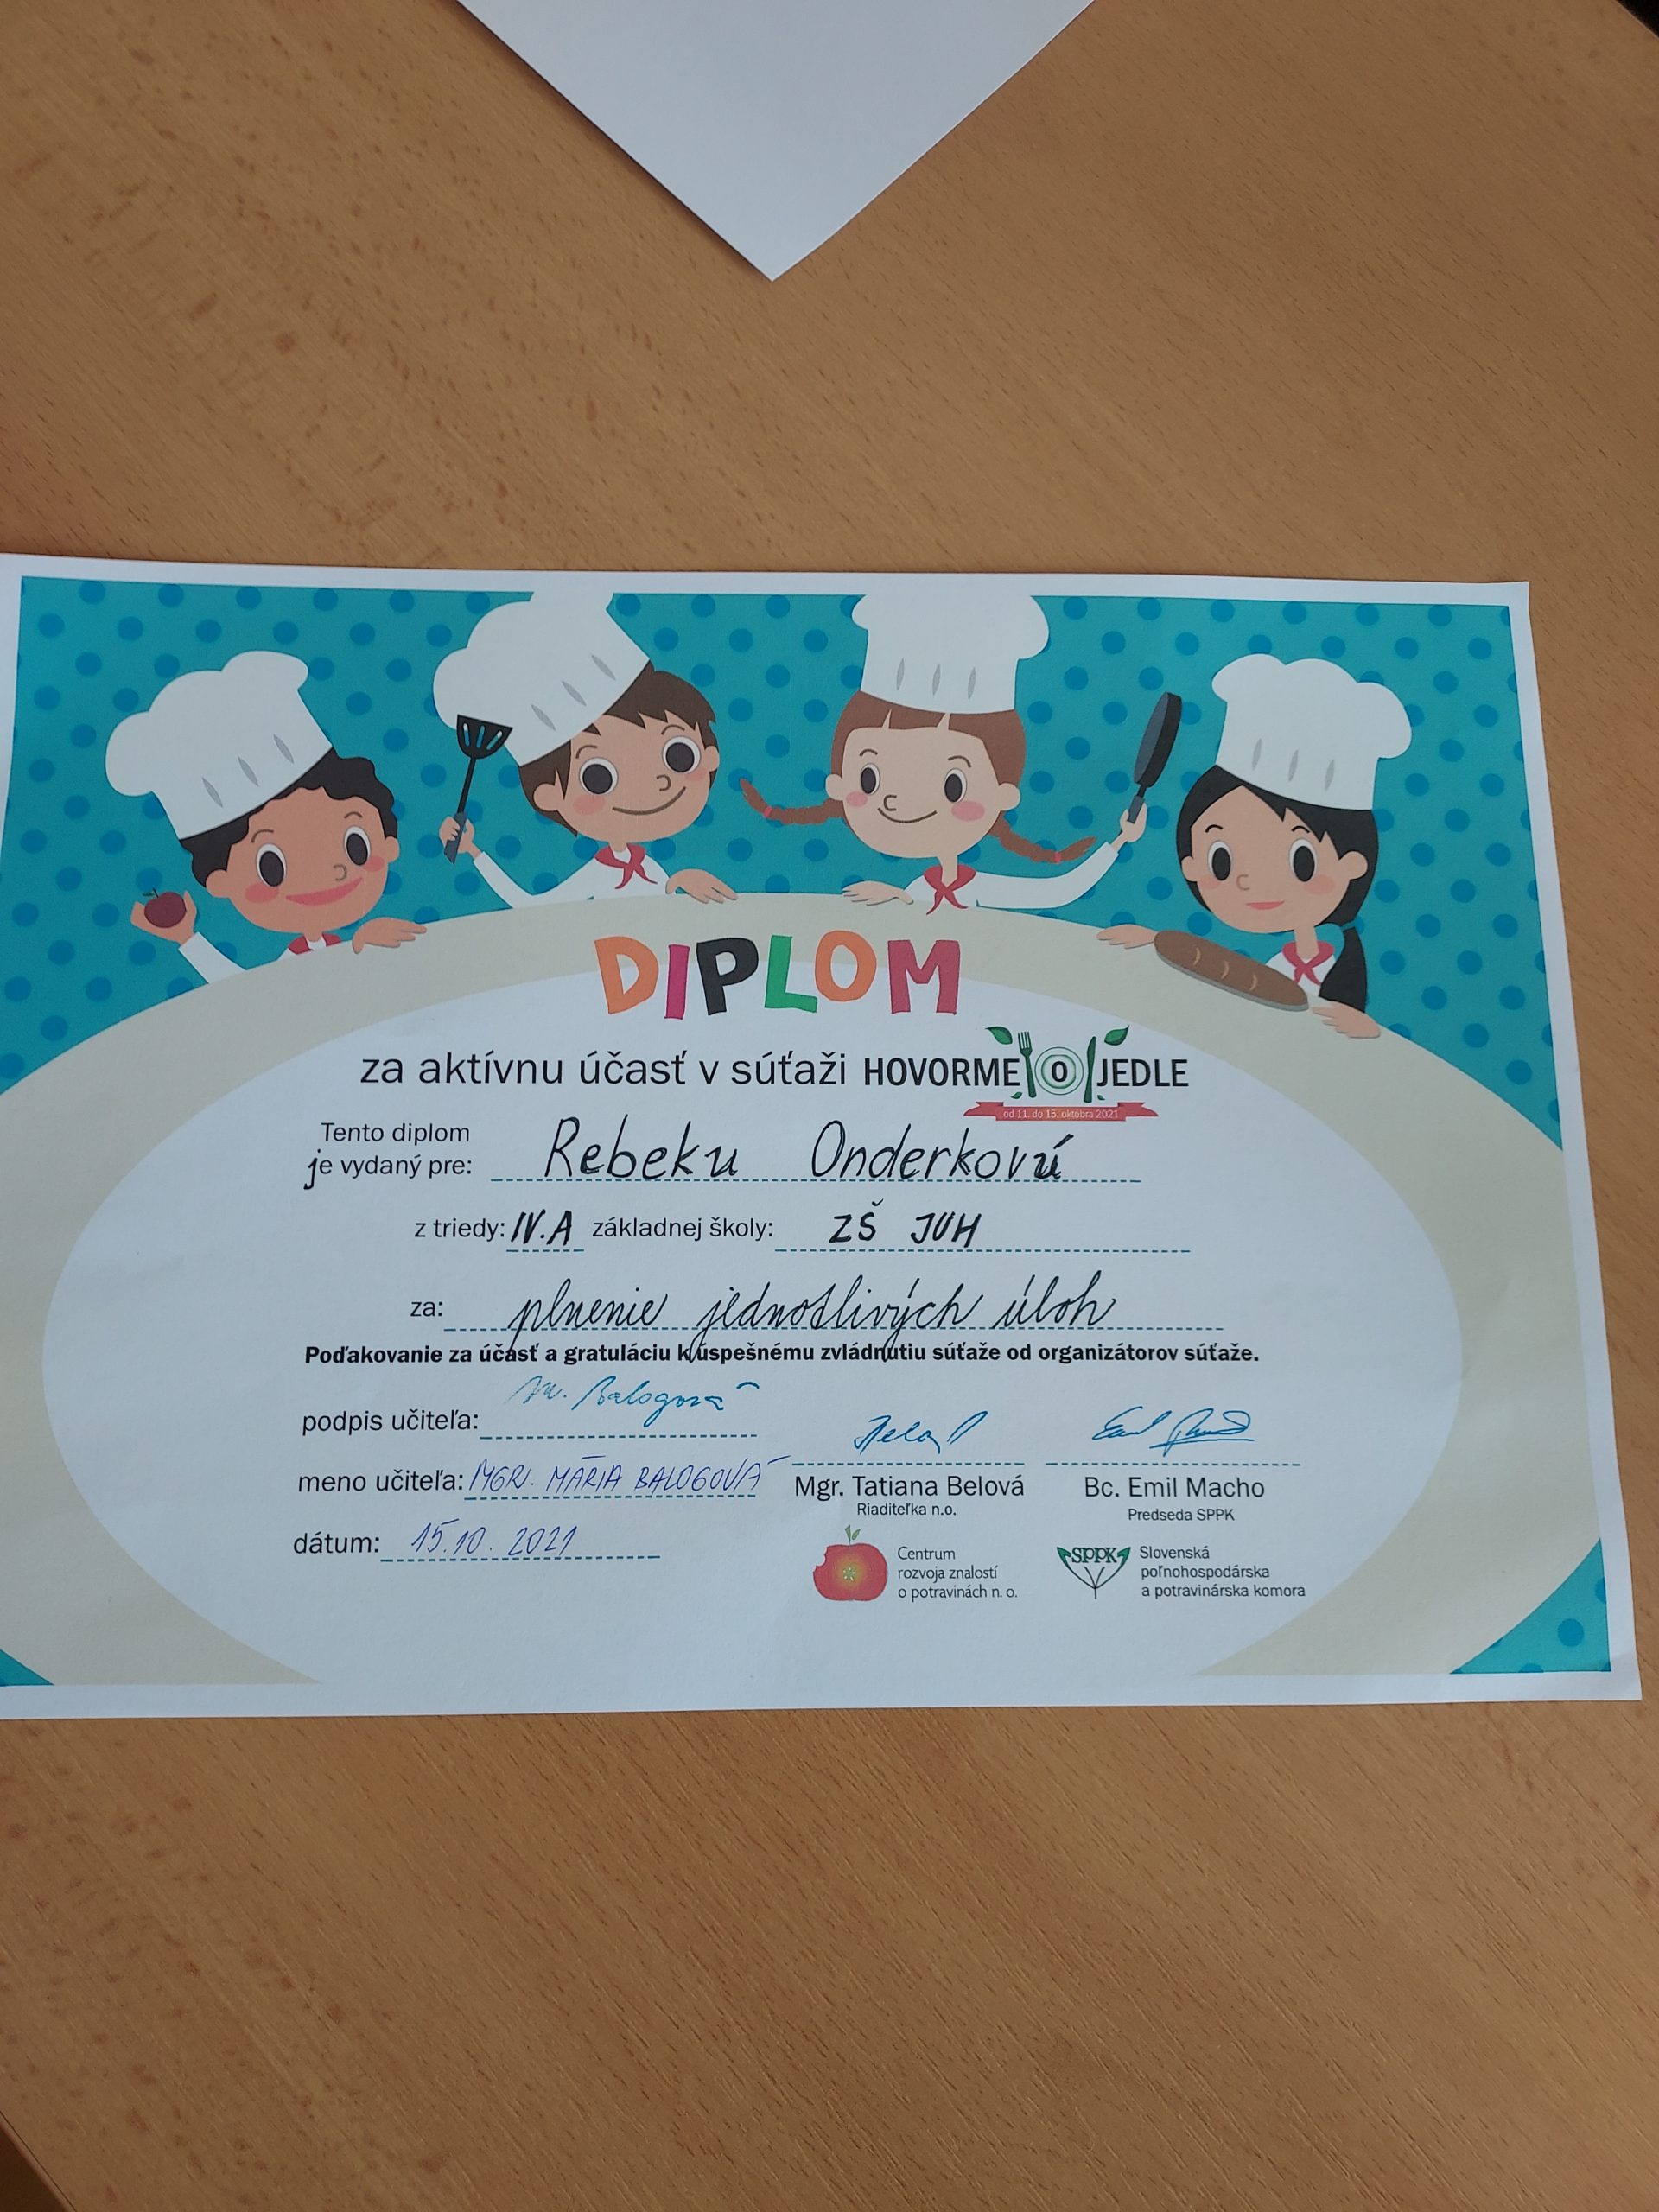 DIPLOM
za aktívnu účasť v súťaži HOVORME O JEDLE
od 11. do 15. októbra 2021
Tento diplom
je vydaný pre: Rebeku Onderkovú
z triedy: IV.A základnej školy: ZŠ JUH
za: plnenie jednotlivých úloh
Poďakovanie za účasť a gratuláciu k úspešnému zvládnutiu súťaže od organizátorov súťaže.
podpis učiteľa: M. Balogová
meno učiteľa: MGR. MÁRIA BALOGOVÁ
Mgr. Tatiana Belová
Riaditeľka n.o.
Bc. Emil Macho
Predseda SPPK
dátum: 15.10. 2021
Centrum
rozvoja znalostí
o potravinách n. o.
SPPK
Slovenská
poľnohospodárska
a potravinárska komora